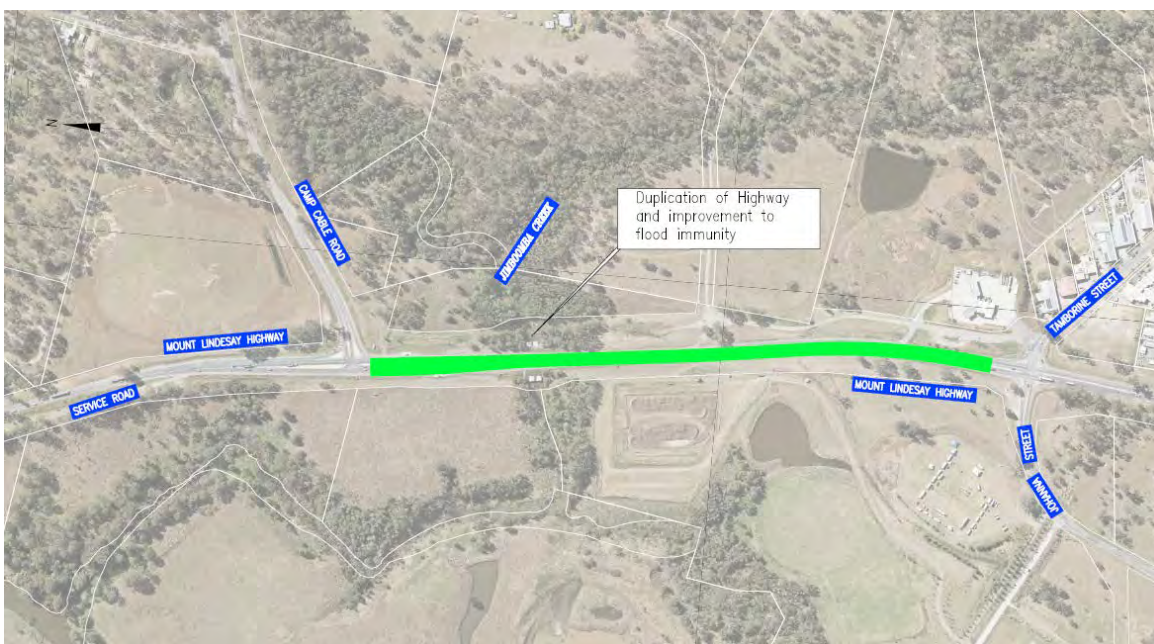 N
CAMP CABLE ROAD
JIMBOOMBA CREEK
Duplication of Highway
and improvement to
flood immunity
TAMBORINE STREET
MOUNT LINDESAY HIGHWAY
SERVICE ROAD
MOUNT LINDESAY HIGHWAY
STREET
JOHANNA